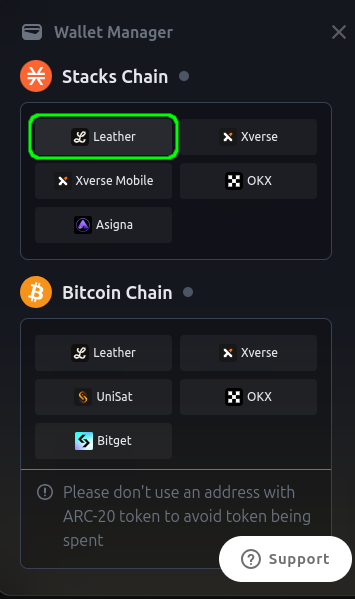 Wallet Manager
Stacks Chain
Leather
Xverse
Xverse Mobile
OKX
Asigna
Bitcoin Chain
Leather
Xverse
UniSat
OKX
Bitget
Please don't use an address with
ARC-20 token to avoid token being
spent
Support